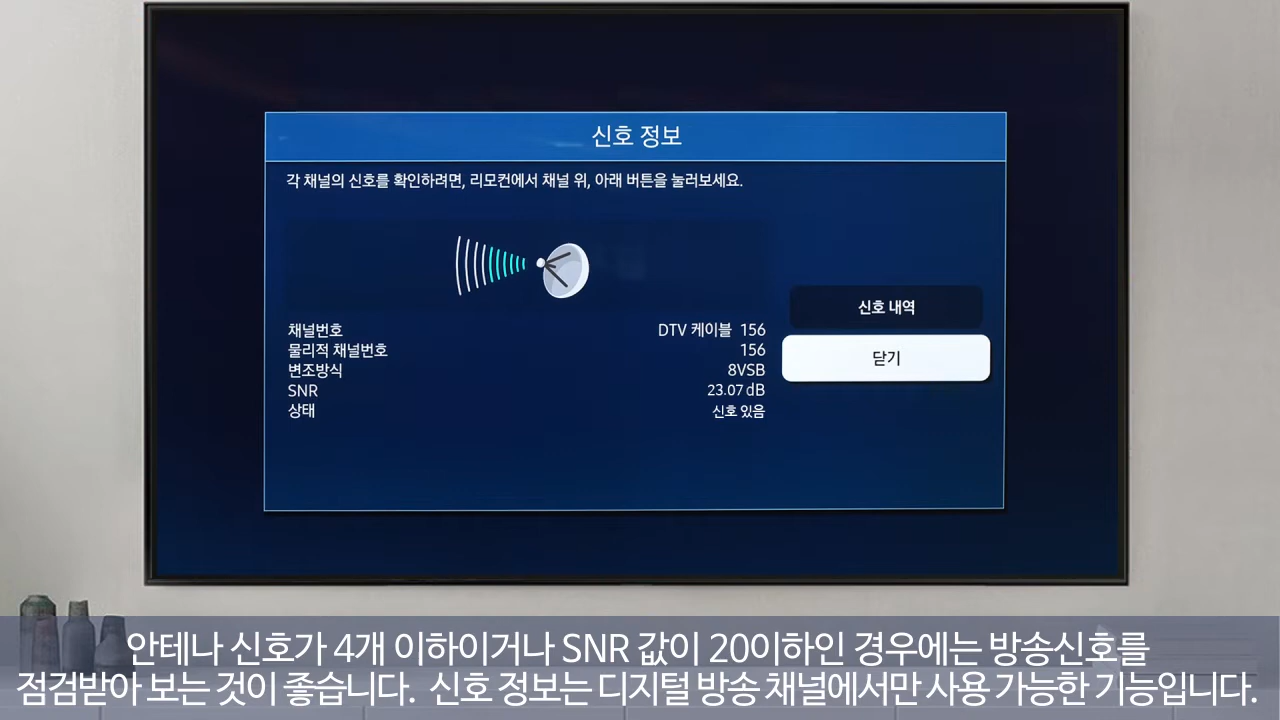 신호 정보
각 채널의 신호를 확인하려면, 리모컨에서 채널 위, 아래 버튼을 눌러보세요.
신호 내역
닫기
채널번호 DTV 케이블 156
물리적 채널번호 156
변조방식 8VSB
SNR 23.07 dB
상태 신호 있음
안테나 신호가 4개 이하이거나 SNR 값이 20이하인 경우에는 방송신호를
점검받아 보는 것이 좋습니다. 신호 정보는 디지털 방송 채널에서만 사용 가능한 기능입니다.